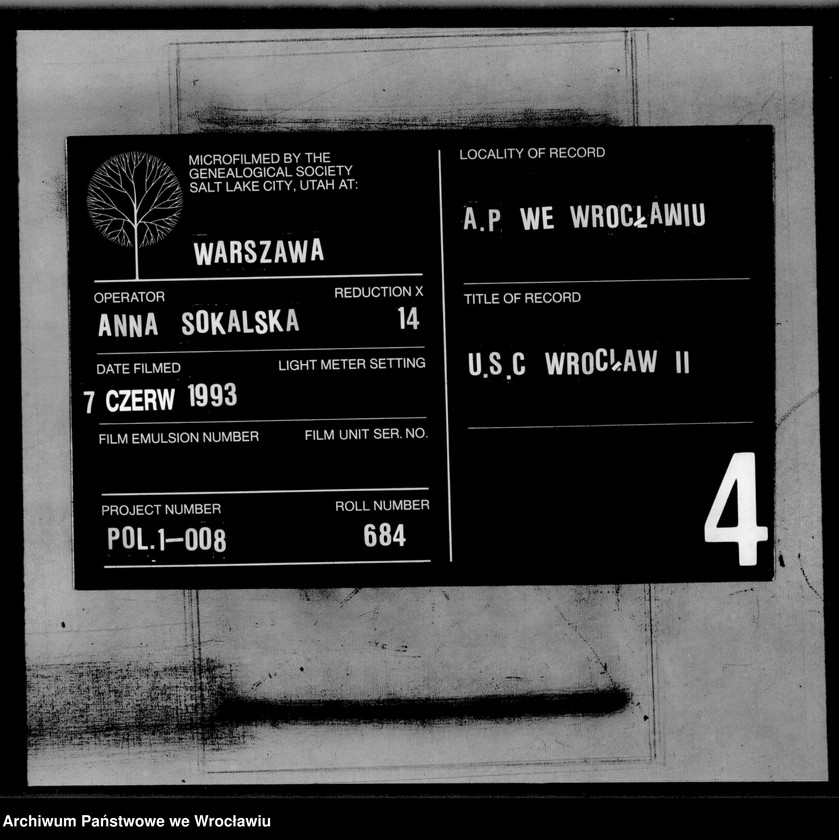 MICROFILMED BY THE
GENEALOGICAL SOCIETY
SALT LAKE CITY, UTAH AT:
WARSZAWA
OPERATOR
REDUCTION X
ANNA SOKALSKA
14
DATE FILMED
LIGHT METER SETTING
7 CZERW 1993
FILM EMULSION NUMBER
FILM UNIT SER. NO.
PROJECT NUMBER
ROLL NUMBER
POL.1-008
684
LOCALITY OF RECORD
A.P WE WROCŁAWIU
TITLE OF RECORD
U.S.C WROCŁAW II
4
Archiwum Państwowe we Wrocławiu